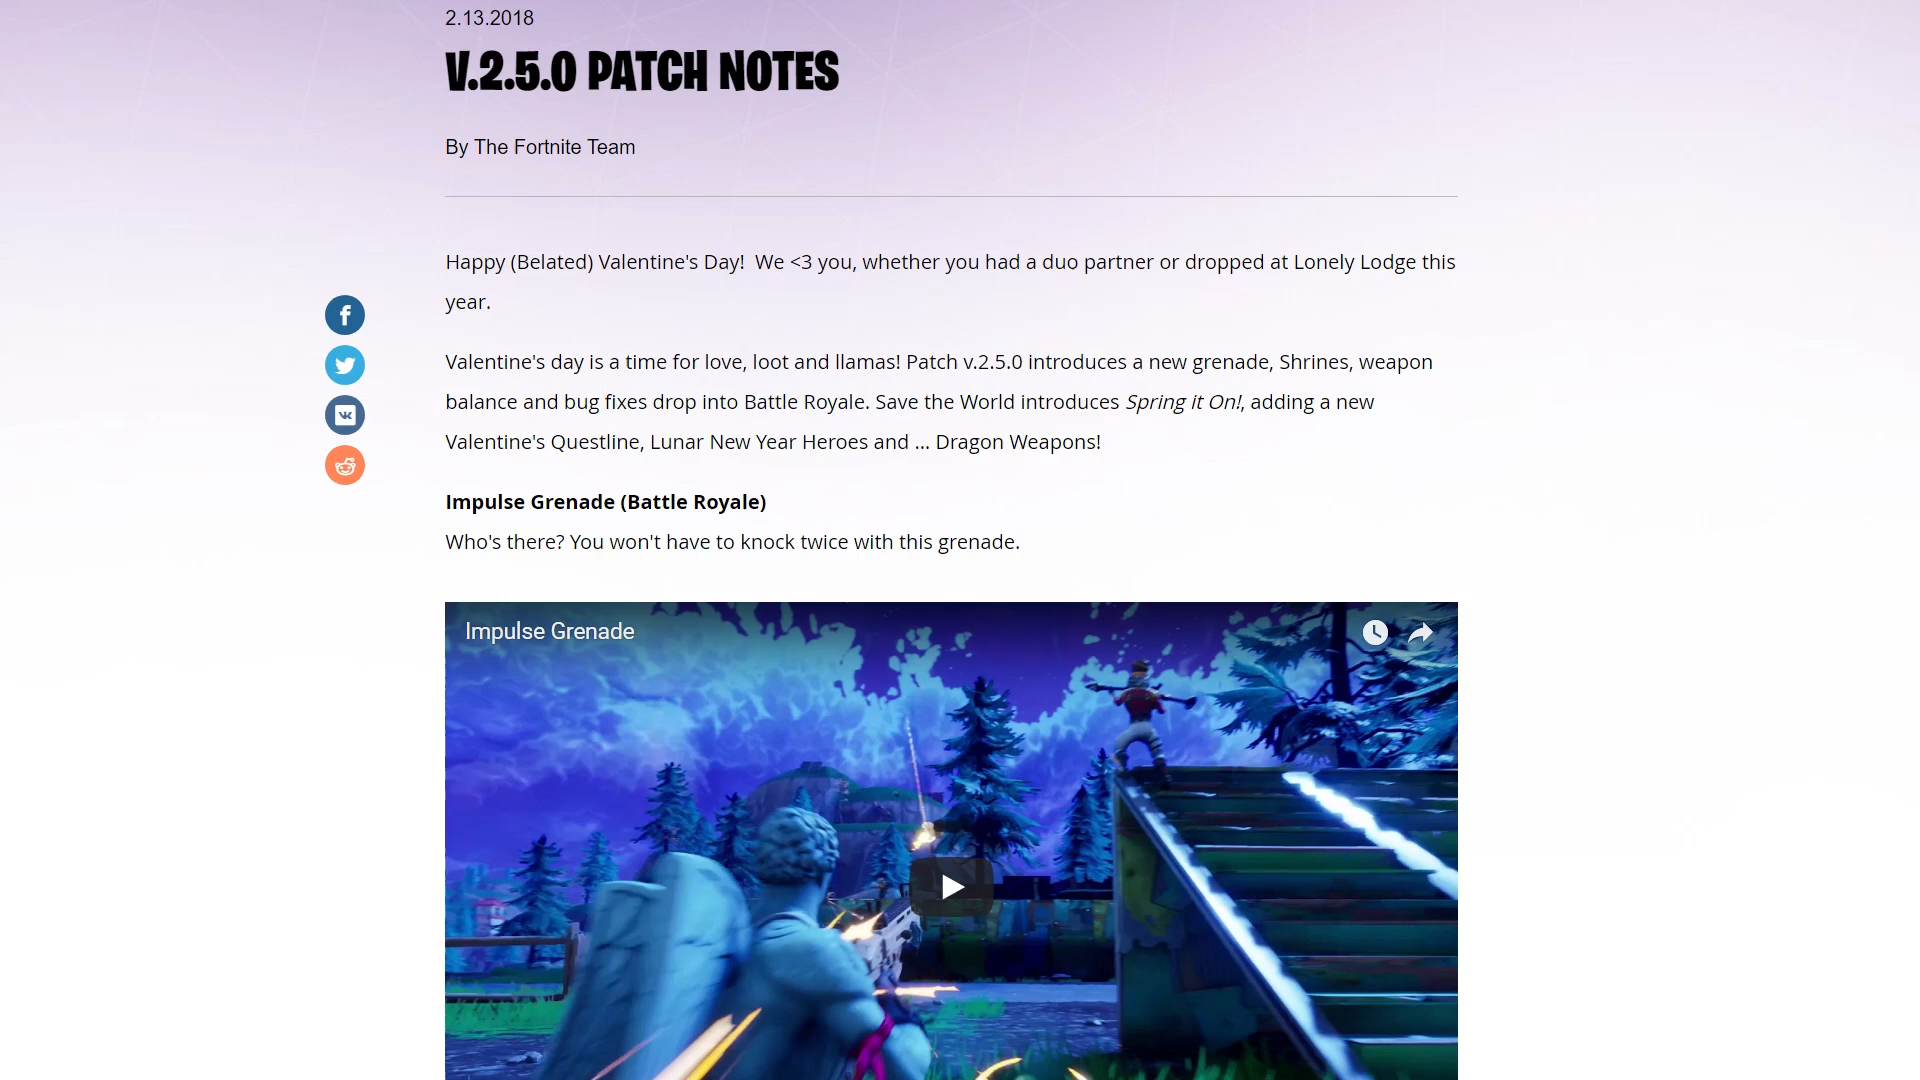 2.13.2018
V.2.5.0 PATCH NOTES
By The Fortnite Team
Happy (Belated) Valentine's Day!  We <3 you, whether you had a duo partner or dropped at Lonely Lodge this
year.
Valentine's day is a time for love, loot and llamas! Patch v.2.5.0 introduces a new grenade, Shrines, weapon
balance and bug fixes drop into Battle Royale. Save the World introduces Spring it On!, adding a new
Valentine's Questline, Lunar New Year Heroes and ... Dragon Weapons!
Impulse Grenade (Battle Royale)
Who's there? You won't have to knock twice with this grenade.
Impulse Grenade